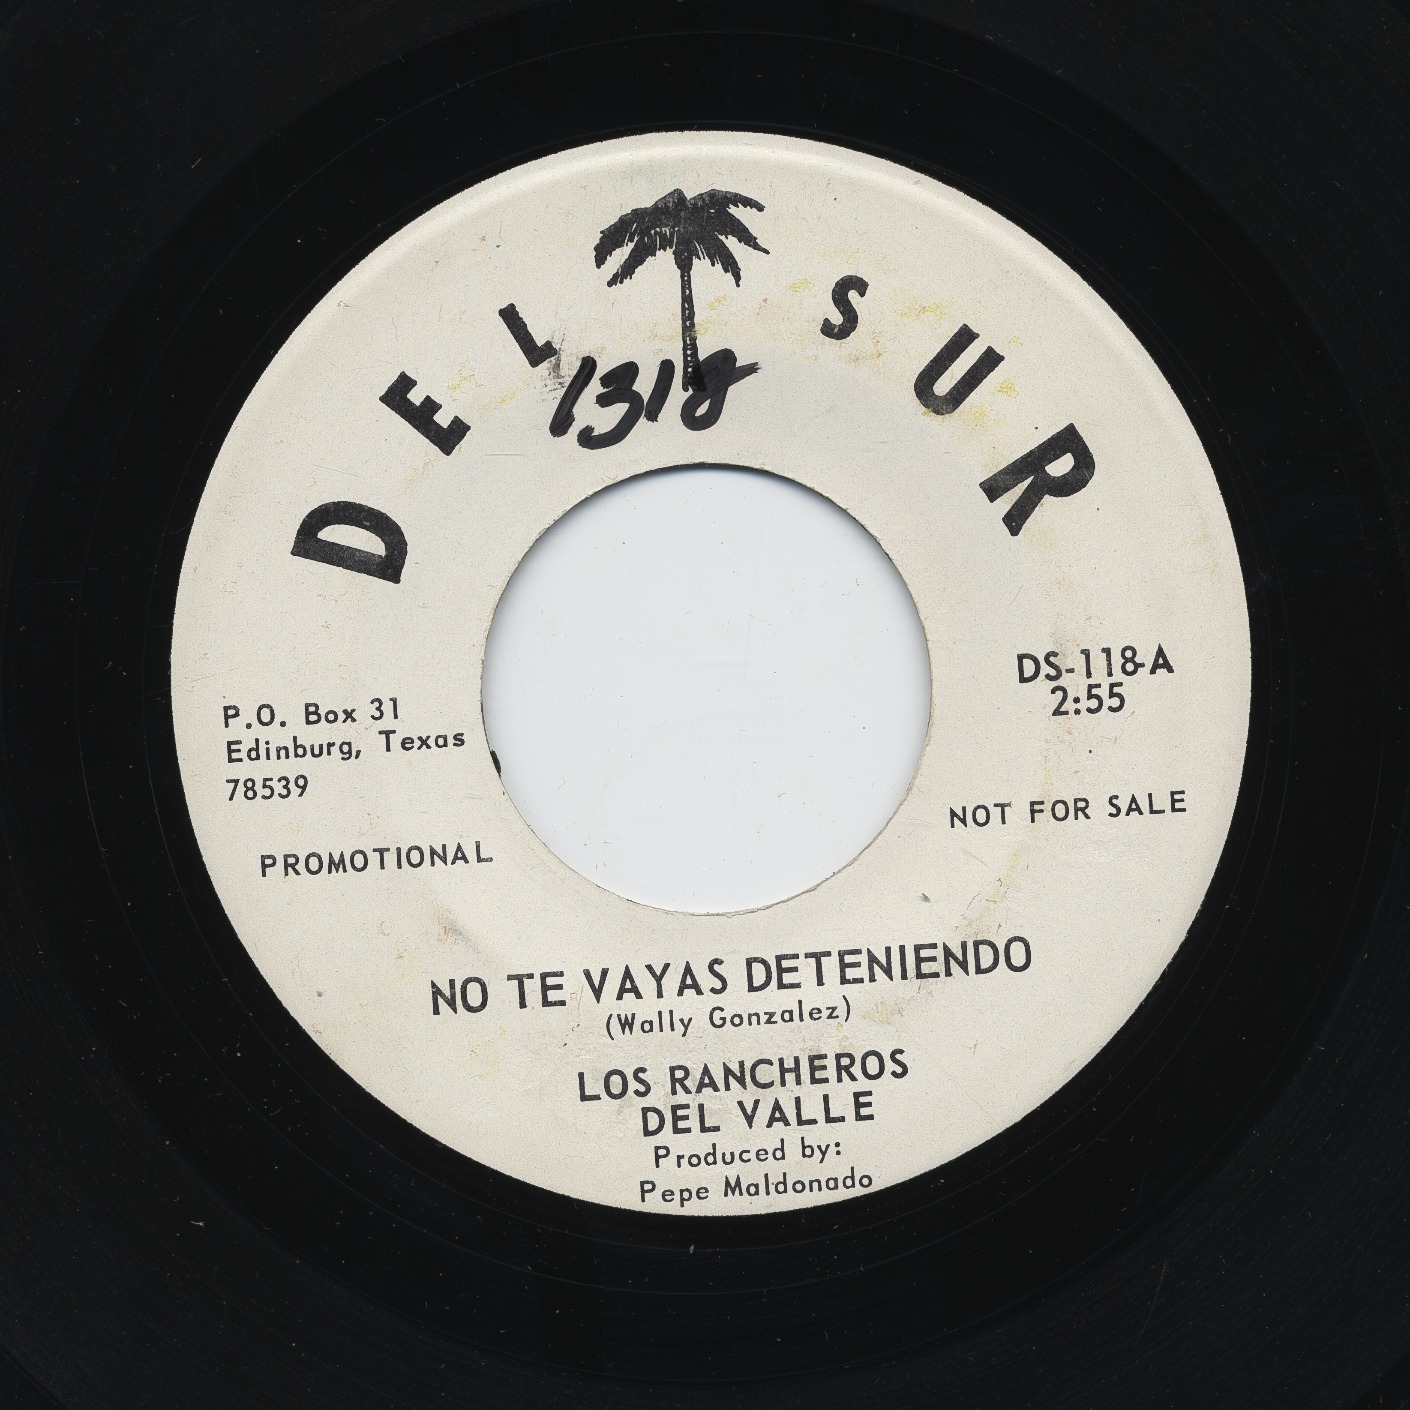 DEL SUR
1318
DS-118-A
2:55
P.O. Box 31
Edinburg, Texas
78539
NOT FOR SALE
PROMOTIONAL
NO TE VAYAS DETENIENDO
(Wally Gonzalez)
LOS RANCHEROS
DEL VALLE
Produced by:
Pepe Maldonado